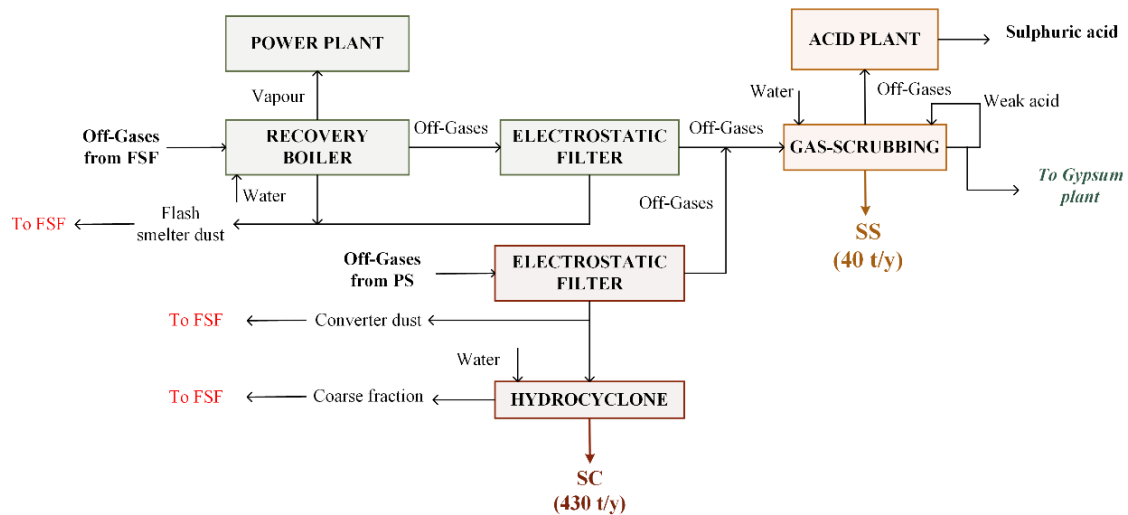 POWER PLANT
ACID PLANT
Sulphuric acid
Vapour
Water
Off-Gases
Weak acid
Off-Gases
from FSF
RECOVERY
BOILER
Off-Gases
ELECTROSTATIC
FILTER
Off-Gases
GAS-SCRUBBING
To Gypsum
plant
Water
Off-Gases
To FSF
Flash
smelter dust
SS
(40 t/y)
Off-Gases
from PS
ELECTROSTATIC
FILTER
To FSF
Converter dust
Water
To FSF
Coarse fraction
HYDROCYCLONE
SC
(430 t/y)